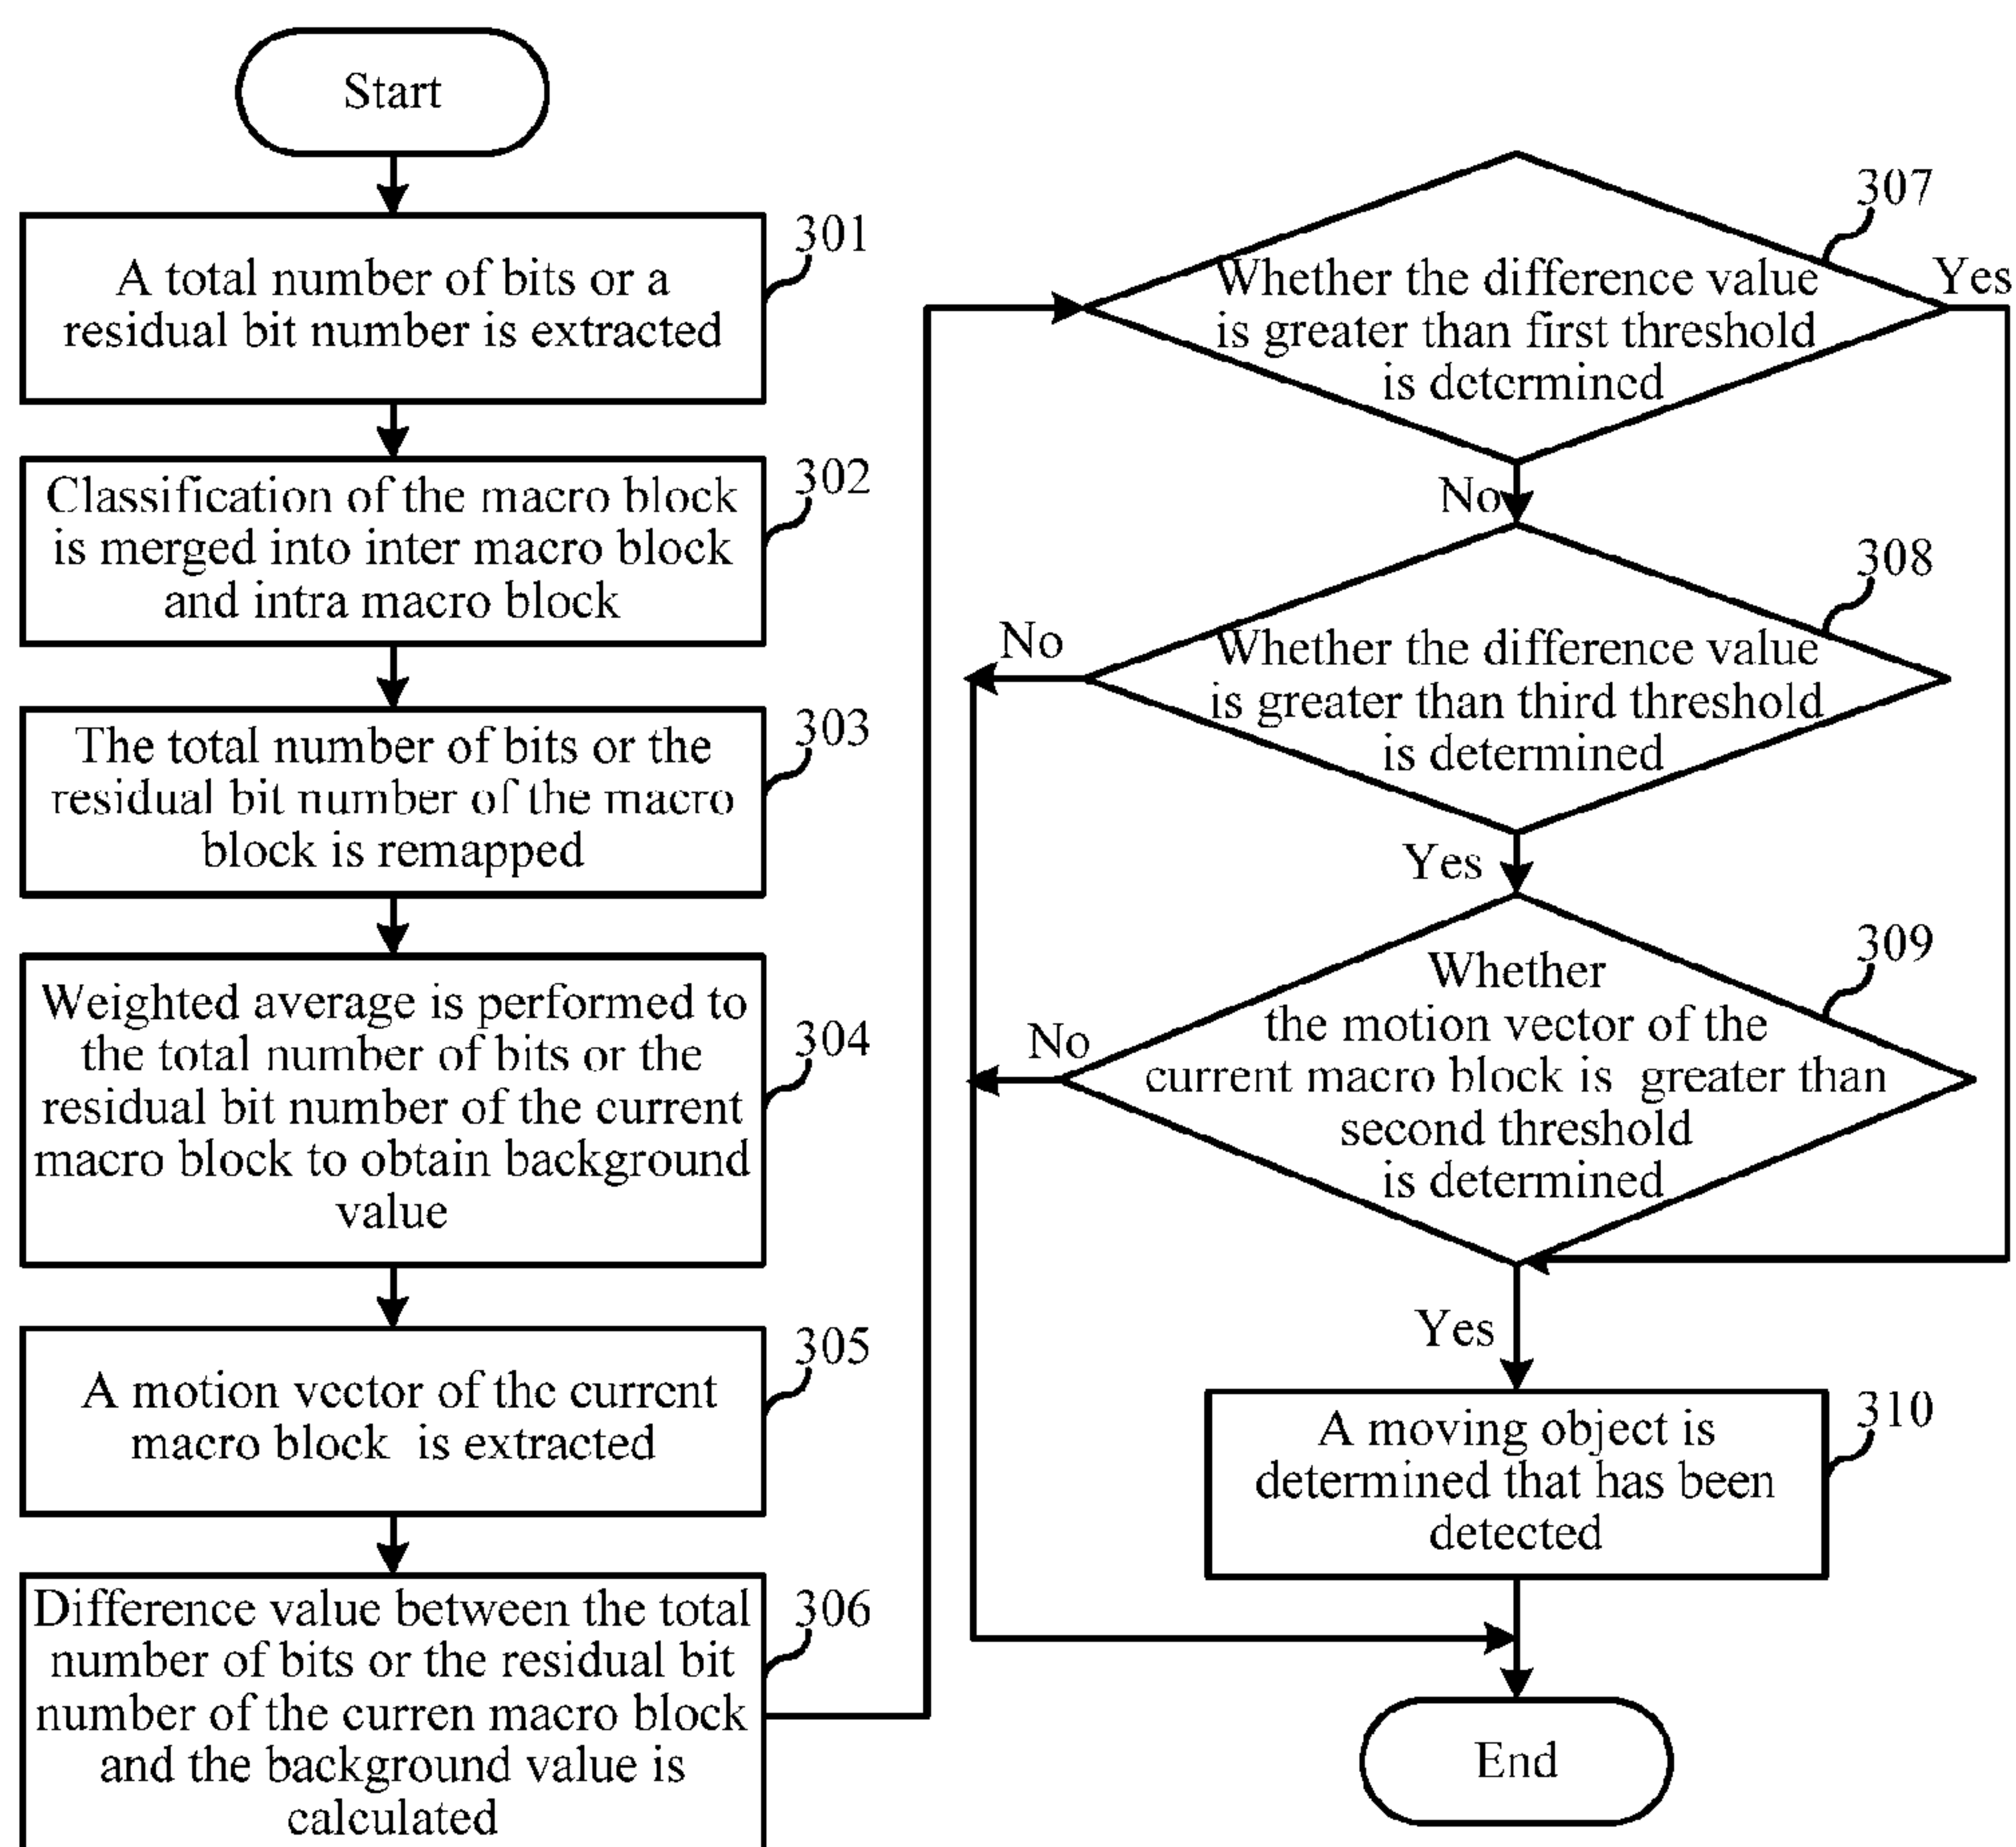 Start
301
A total number of bits or a
residual bit number is extracted
302
Classification of the macro block
is merged into inter macro block
and intra macro block
303
The total number of bits or the
residual bit number of the macro
block is remapped
304
Weighted average is performed to
the total number of bits or the
residual bit number of the current
macro block to obtain background
value
305
A motion vector of the current
macro block is extracted
306
Difference value between the total
number of bits or the residual bit
number of the curren macro block
and the background value is
calculated
307
Whether the difference value
is greater than first threshold
is determined
Yes
No
308
Whether the difference value
is greater than third threshold
is determined
No
Yes
309
Whether
the motion vector of the
current macro block is greater than
second threshold
is determined
No
Yes
310
A moving object is
determined that has been
detected
End